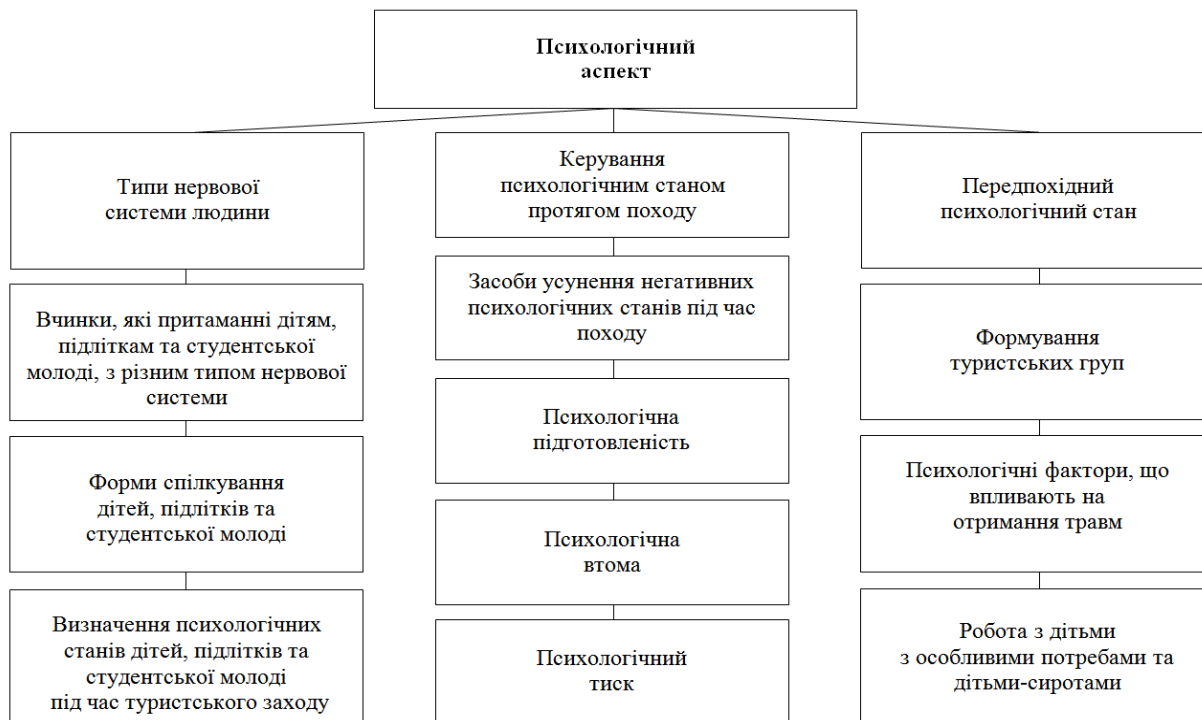 Психологічний
аспект
Типи нервової
системи людини
Вчинки, які притаманні дітям,
підліткам та студентської
молоді, з різним типом нервової
системи
Форми спілкування
дітей, підлітків та
студентської молоді
Визначення психологічних
станів дітей, підлітків та
студентської молоді
під час туристського заходу
Керування
психологічним станом
протягом походу
Засоби усунення негативних
психологічних станів під час
походу
Психологічна
підготовленість
Психологічна
втома
Психологічний
тиск
Передпохідний
психологічний стан
Формування
туристських груп
Психологічні фактори, що
впливають на
отримання травм
Робота з дітьми
з особливими потребами та
дітьми-сиротами